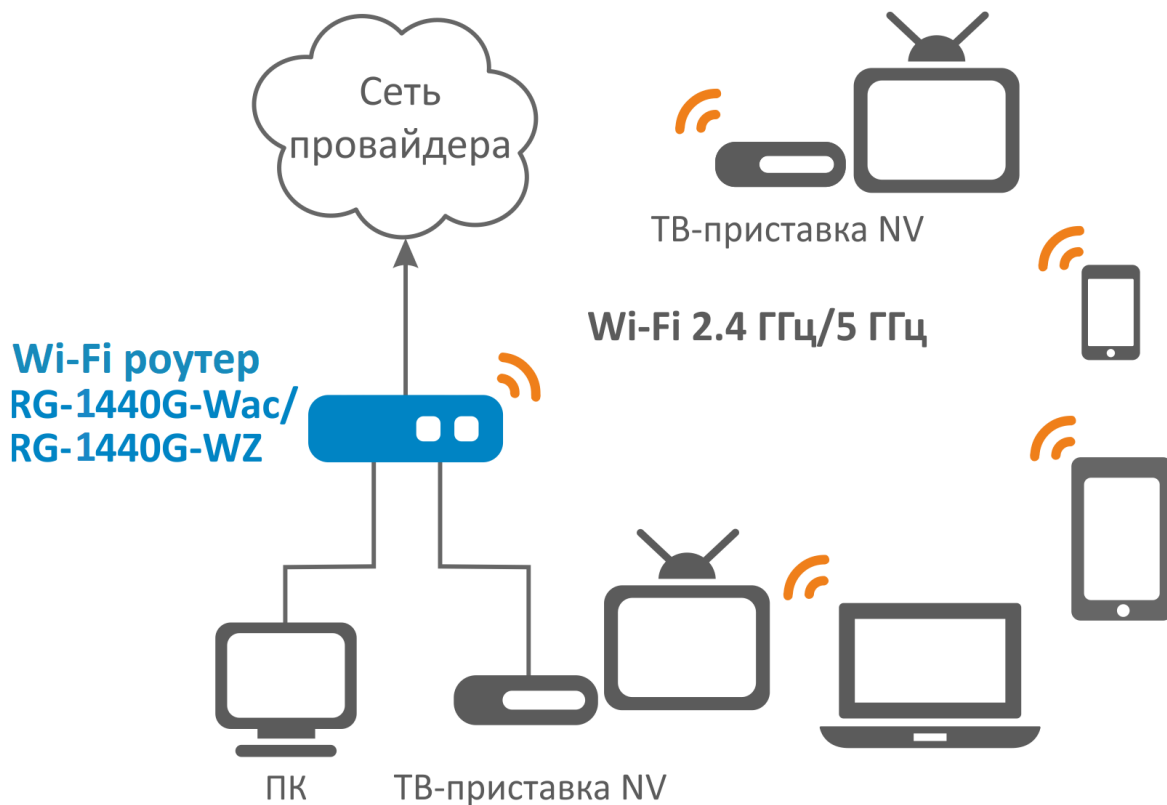 Сеть
провайдера
ТВ-приставка NV
Wi-Fi 2.4 ГГц/5 ГГц
Wi-Fi роутер
RG-1440G-Wac/
RG-1440G-WZ
ПК
ТВ-приставка NV